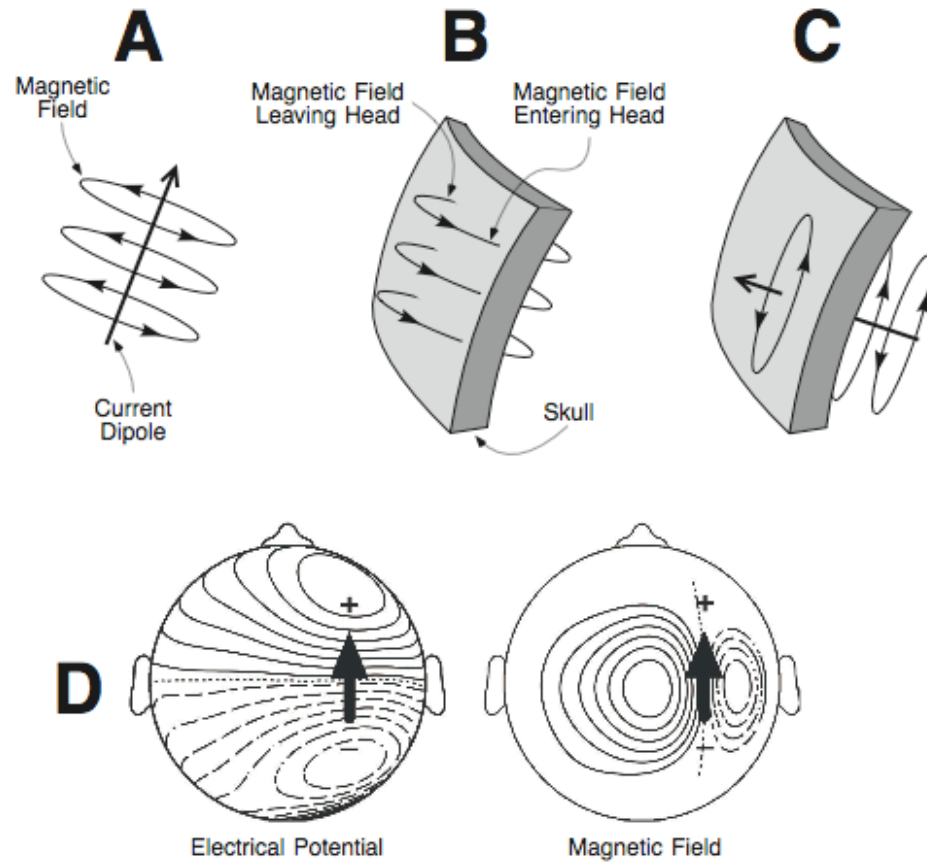 A
B
C
Magnetic
Field
Magnetic Field
Leaving Head
Magnetic Field
Entering Head
Current
Dipole
Skull
D
+
−
+
−
Electrical Potential
Magnetic Field